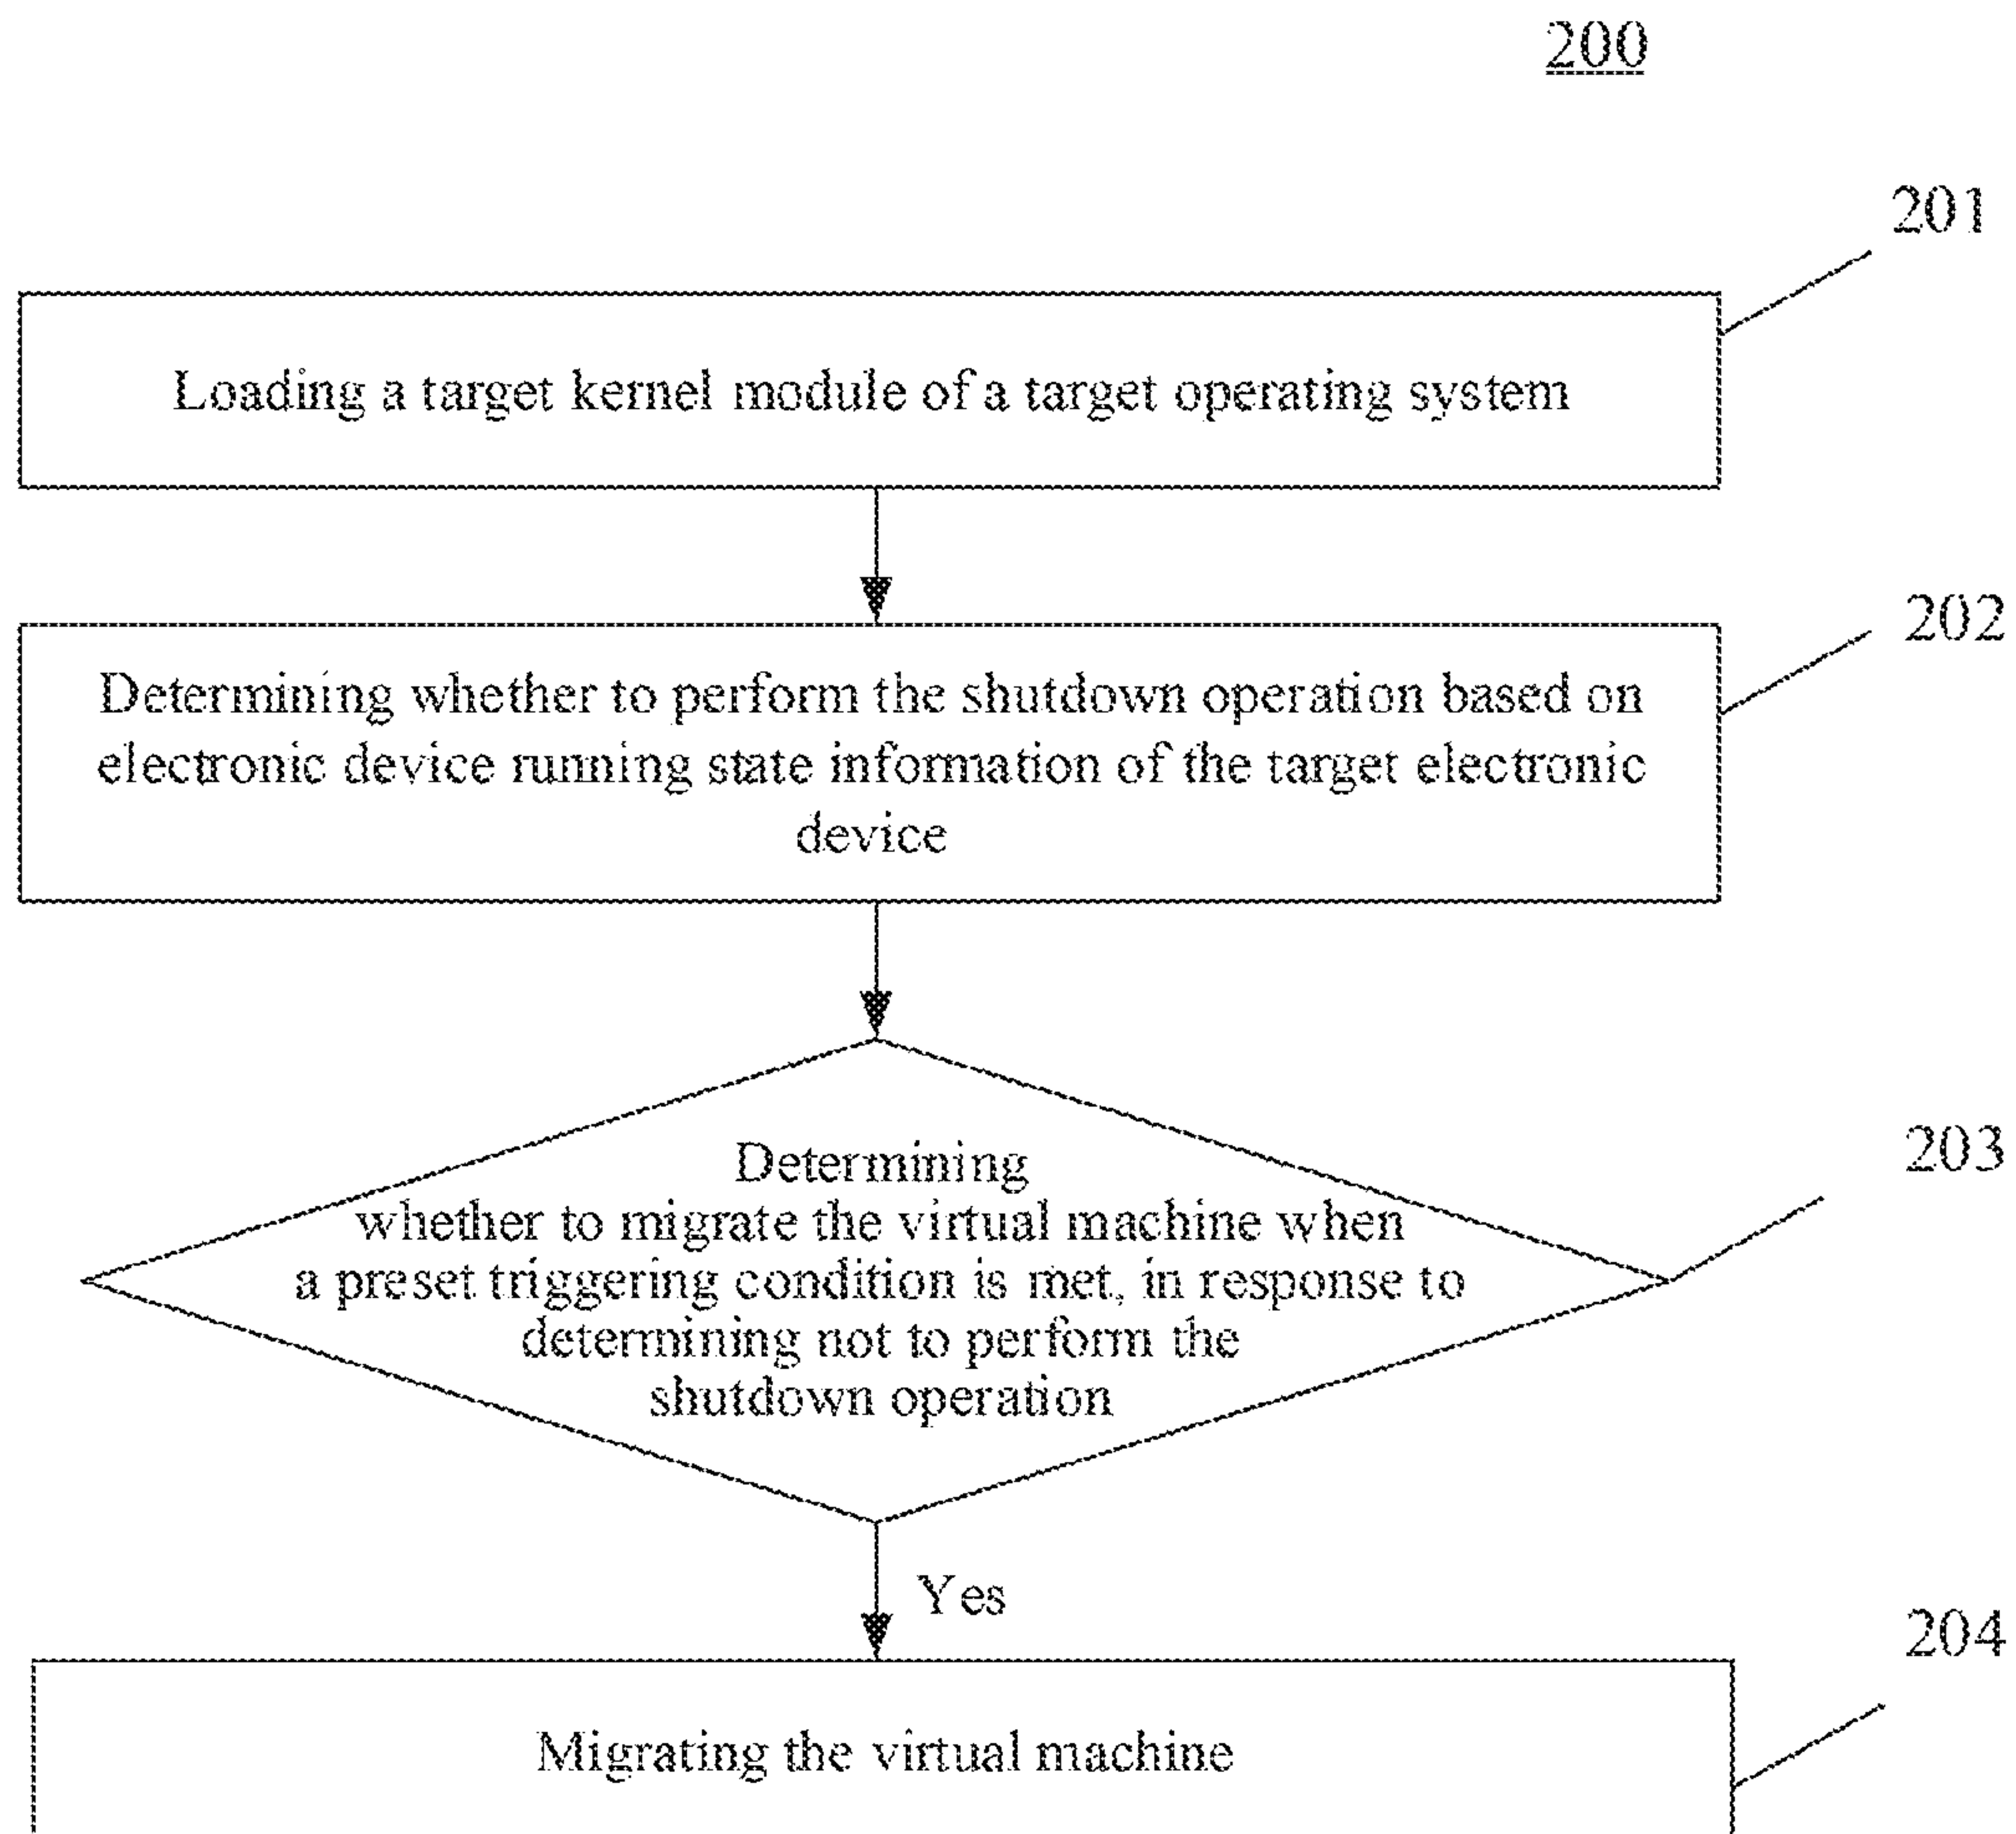 200
201
Loading a target kernel module of a target operating system
202
Determining whether to perform the shutdown operation based on
electronic device running state information of the target electronic
device
203
Determining
whether to migrate the virtual machine when
a preset triggering condition is met, in response to
determining not to perform the
shutdown operation
Yes
204
Migrating the virtual machine